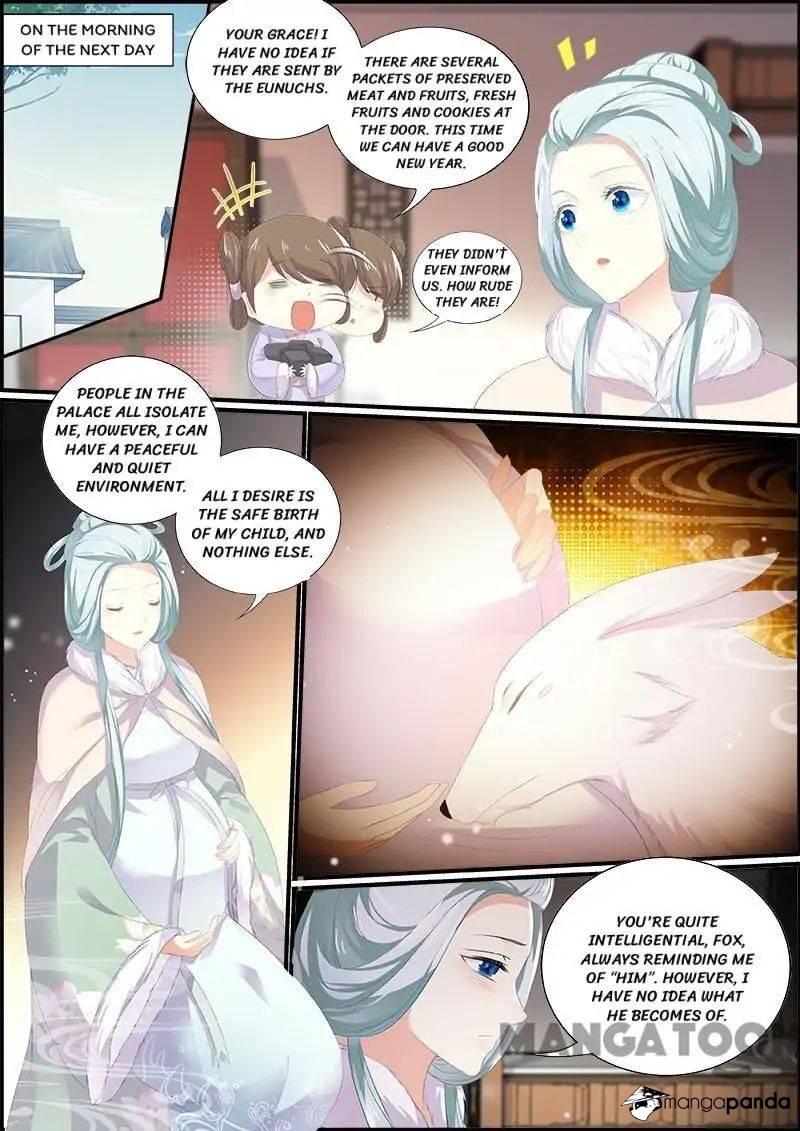 ON THE MORNING
OF THE NEXT DAY
YOUR GRACE! I
HAVE NO IDEA IF
THEY ARE SENT BY
THE EUNUCHS.
THERE ARE SEVERAL
PACKETS OF PRESERVED
MEAT AND FRUITS, FRESH
FRUITS AND COOKIES AT
THE DOOR. THIS TIME
WE CAN HAVE A GOOD
NEW YEAR.
THEY DIDN'T
EVEN INFORM
US. HOW RUDE
THEY ARE!
PEOPLE IN THE
PALACE ALL ISOLATE
ME, HOWEVER, I CAN
HAVE A PEACEFUL
AND QUIET
ENVIRONMENT.
ALL I DESIRE IS
THE SAFE BIRTH
OF MY CHILD, AND
NOTHING ELSE.
YOU'RE QUITE
INTELLIGENTIAL, FOX,
ALWAYS REMINDING ME
OF "HIM". HOWEVER, I
HAVE NO IDEA WHAT
HE BECOMES OF.
MANGA TOON
mangapanda